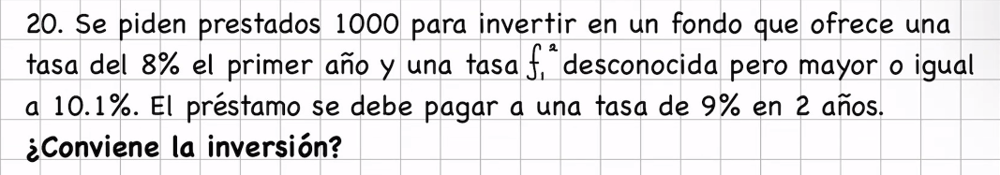 20. Se piden prestados 1000 para invertir en un fondo que ofrece una
tasa del 8% el primer año y una tasa f₁² desconocida pero mayor o igual
a 10.1%. El préstamo se debe pagar a una tasa de 9% en 2 años.
¿Conviene la inversión?